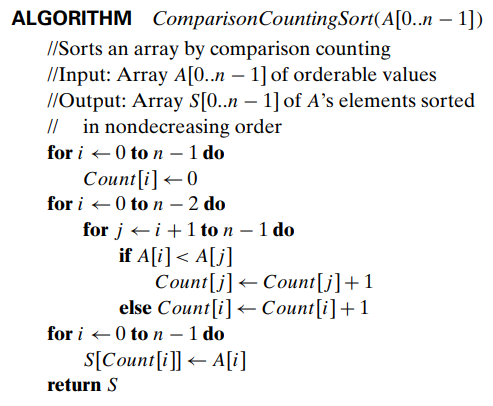 ALGORITHM ComparisonCountingSort(A[0..n − 1])
//Sorts an array by comparison counting
//Input: Array A[0..n − 1] of orderable values
//Output: Array S[0..n − 1] of A’s elements sorted
// in nondecreasing order
for i ← 0 to n − 1 do
Count[i] ← 0
for i ← 0 to n − 2 do
for j ← i + 1 to n − 1 do
if A[i] < A[j]
Count[j] ← Count[j] + 1
else Count[i] ← Count[i] + 1
for i ← 0 to n − 1 do
S[Count[i]] ← A[i]
return S